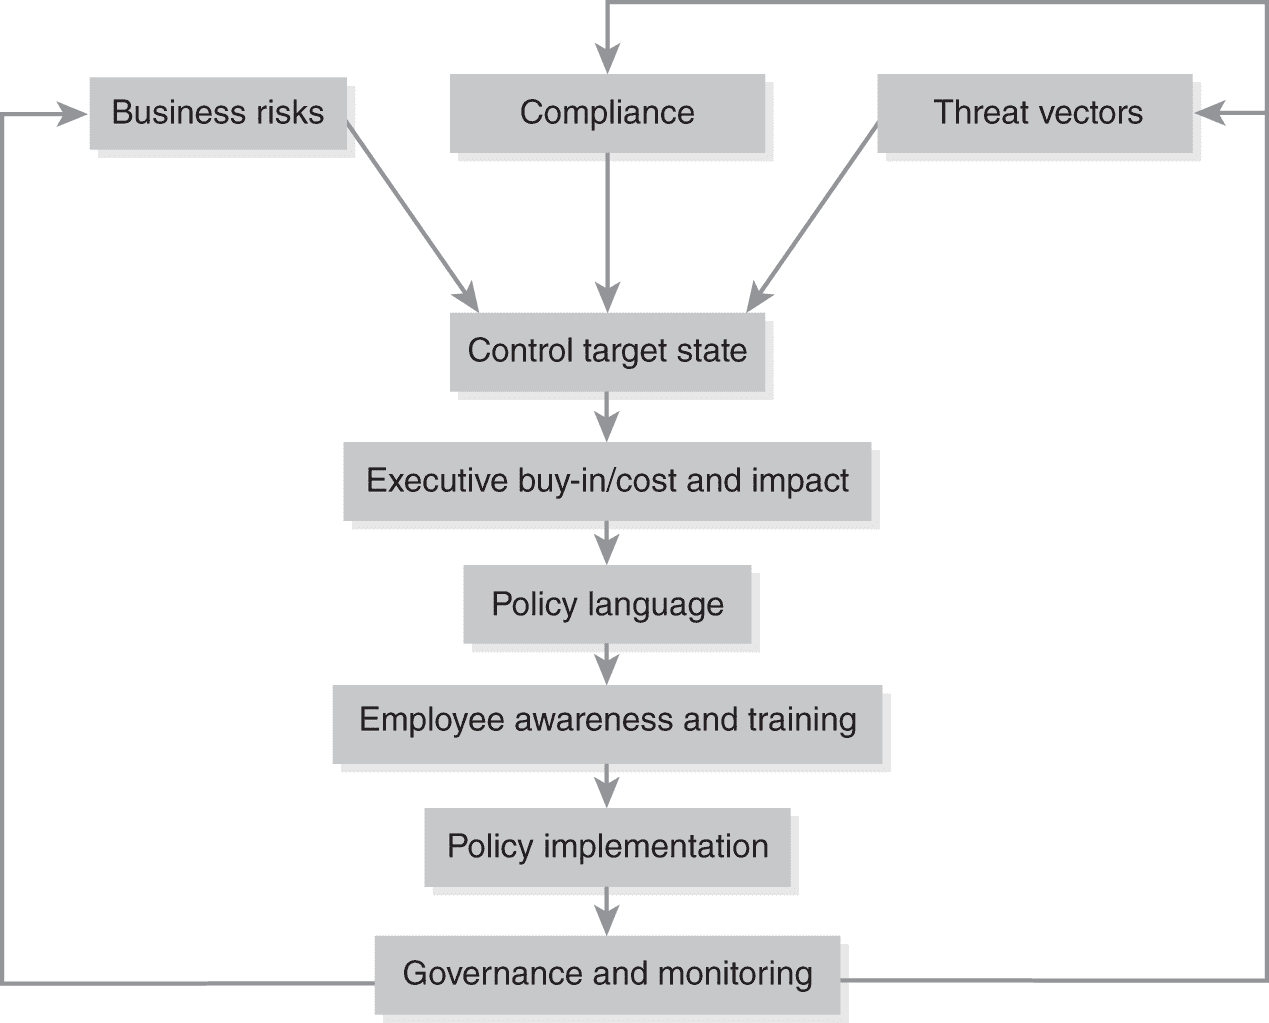 Business risks
Compliance
Threat vectors
Control target state
Executive buy-in/cost and impact
Policy language
Employee awareness and training
Policy implementation
Governance and monitoring